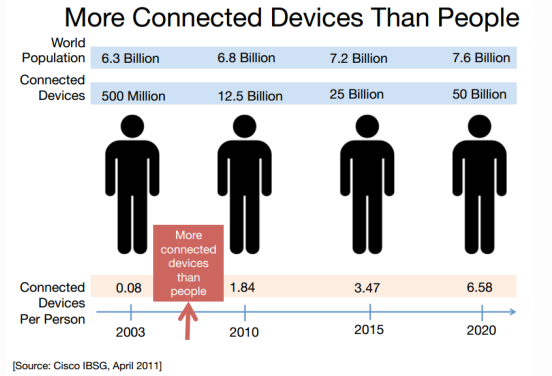 More Connected Devices Than People
World
Population
6.3 Billion 6.8 Billion 7.2 Billion 7.6 Billion
Connected
Devices
500 Million 12.5 Billion 25 Billion 50 Billion
More
connected
devices
than
people
Connected
Devices
Per Person
0.08 1.84 3.47 6.58
2003 2010 2015 2020
[Source: Cisco IBSG, April 2011]